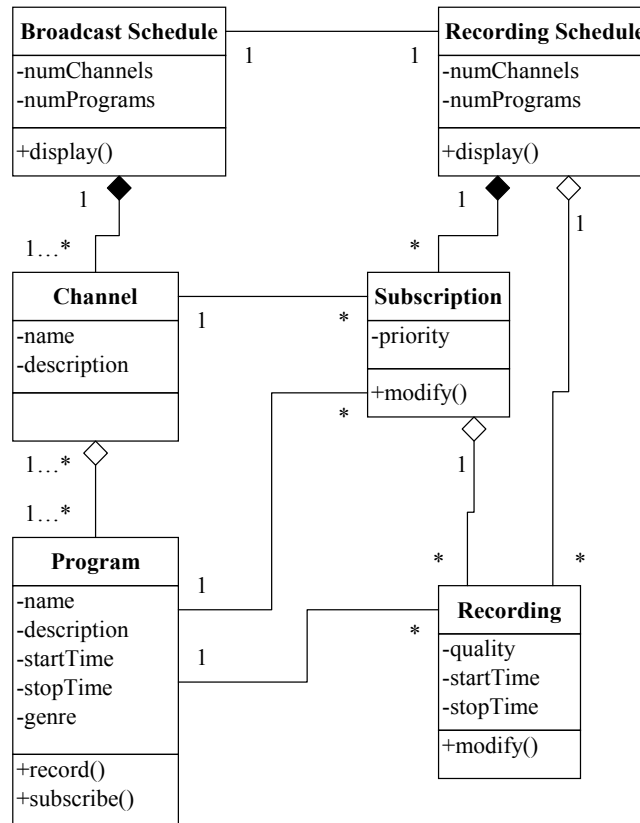 Broadcast Schedule
-numChannels
-numPrograms
+display()
1
1
Recording Schedule
-numChannels
-numPrograms
+display()
1
1…*
1
*
1
Channel
-name
-description
1
*
Subscription
-priority
+modify()
*
1…*
1…*
1
*
*
Program
-name
-description
-startTime
-stopTime
-genre
+record()
+subscribe()
1
1
*
Recording
-quality
-startTime
-stopTime
+modify()